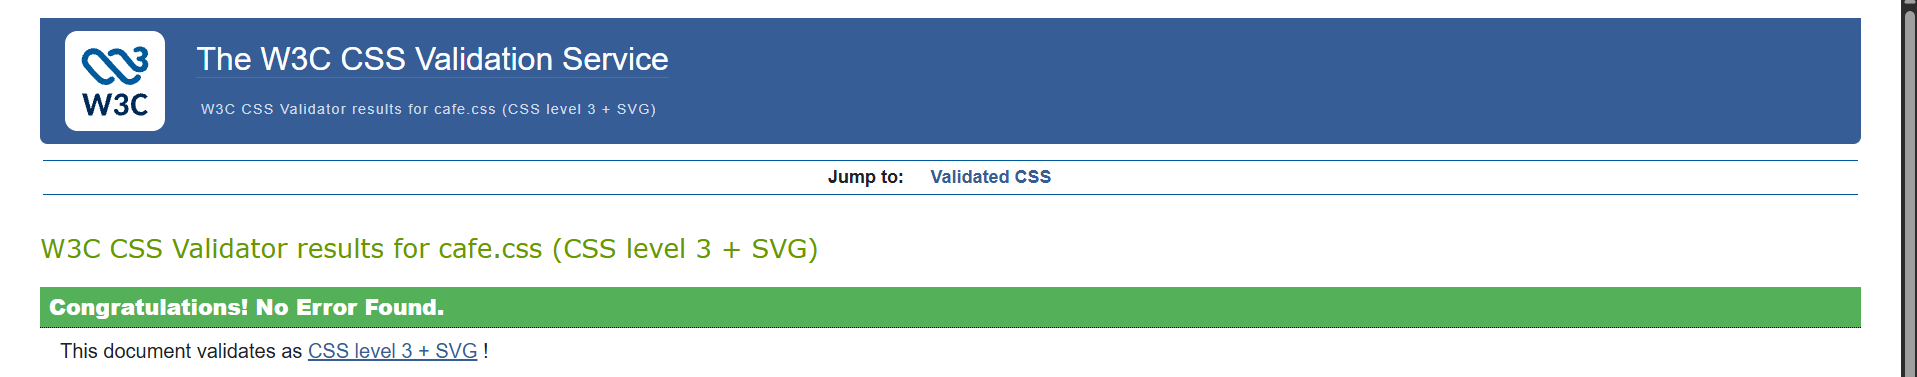 The W3C CSS Validation Service
W3C
W3C CSS Validator results for cafe.css (CSS level 3 + SVG)
Jump to: Validated CSS
W3C CSS Validator results for cafe.css (CSS level 3 + SVG)
Congratulations! No Error Found.
This document validates as CSS level 3 + SVG !